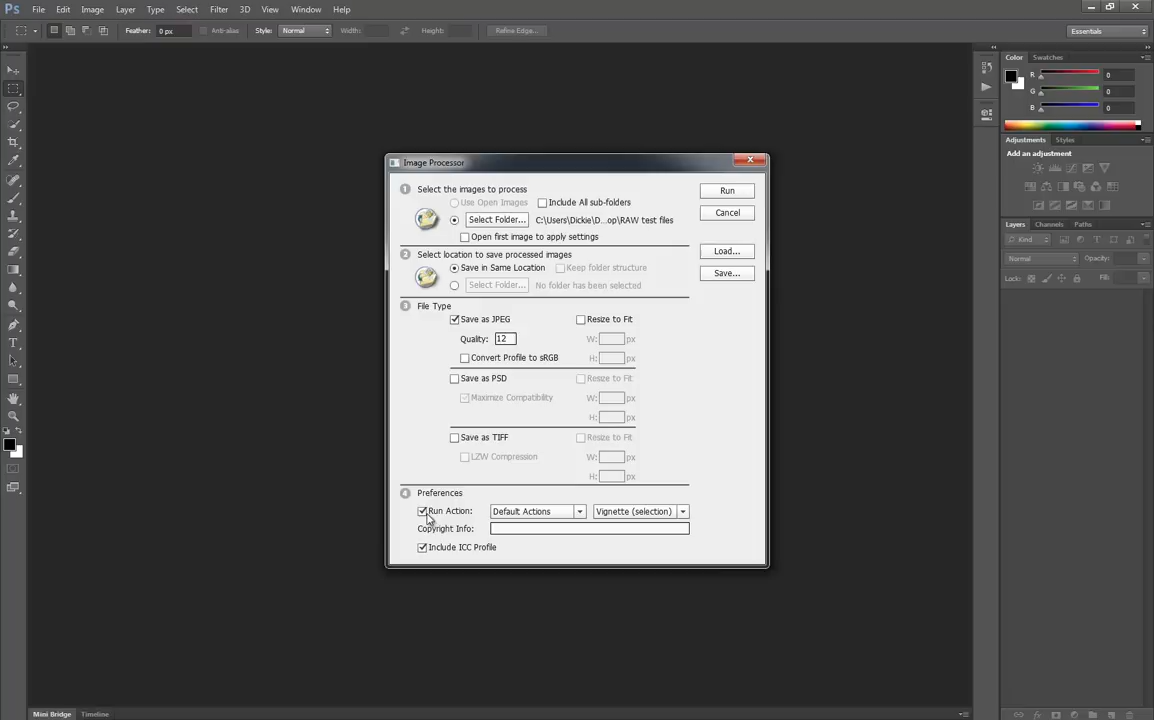 Ps File Edit Image Layer Type Select Filter 3D View Window Help
Feather: 0 px Anti-alias Style: Normal Width: Height: Refine Edge... Essentials
Color Swatches
R 0
G 0
B 0
Adjustments Styles
Add an adjustment
Layers Channels Paths
Kind
Normal Opacity:
Lock: Fill:
Image Processor
1 Select the images to process
Use Open Images Include All sub-folders
Select Folder... C:\Users\Dickie\D...op\RAW test files
Open first image to apply settings
2 Select location to save processed images
Save in Same Location Keep folder structure
Select Folder... No folder has been selected
3 File Type
Save as JPEG Resize to Fit
Quality: 12 W: px
Convert Profile to sRGB H: px
Save as PSD Resize to Fit
Maximize Compatibility W: px
H: px
Save as TIFF Resize to Fit
LZW Compression W: px
H: px
4 Preferences
Run Action: Default Actions Vignette (selection)
Copyright Info:
Include ICC Profile
Run
Cancel
Load...
Save...
Mini Bridge Timeline